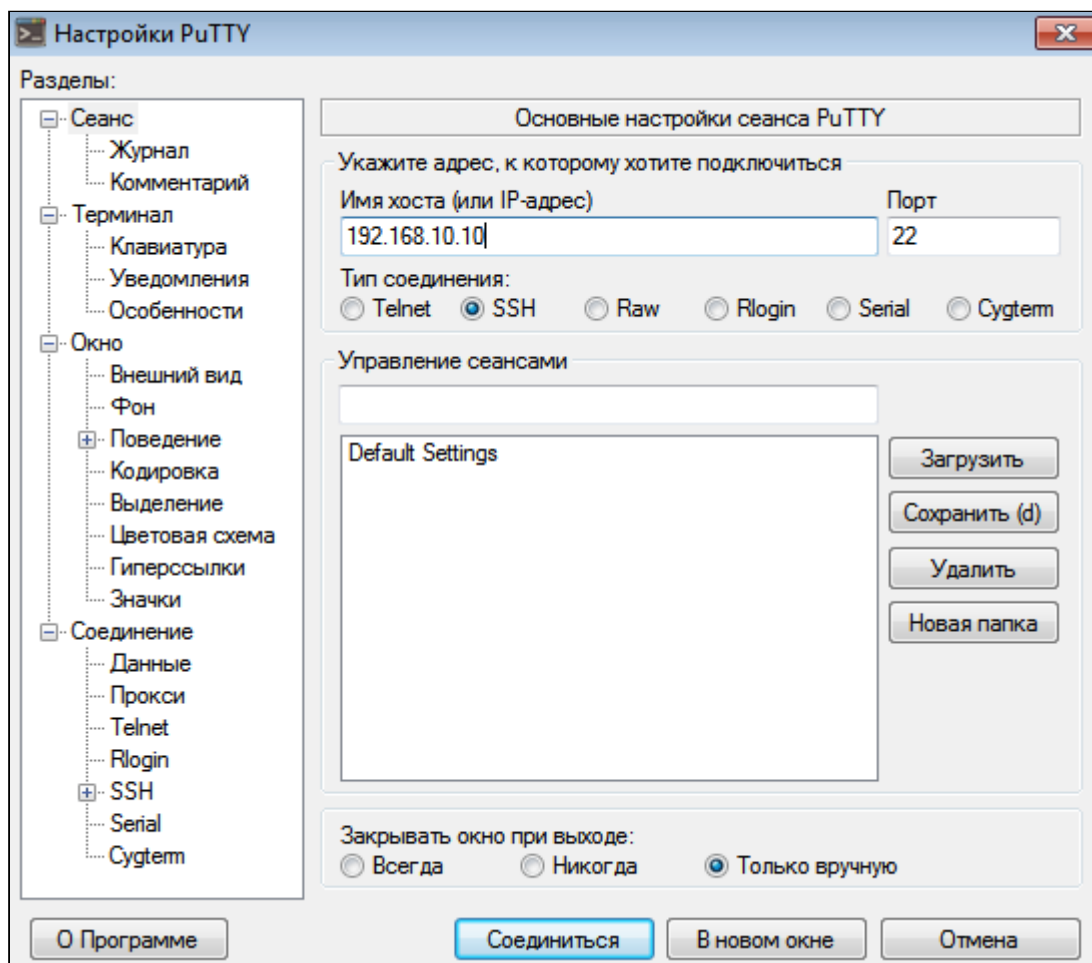 Настройки PuTTY
Разделы:
Сеанс
Журнал
Комментарий
Терминал
Клавиатура
Уведомления
Особенности
Окно
Внешний вид
Фон
Поведение
Кодировка
Выделение
Цветовая схема
Гиперссылки
Значки
Соединение
Данные
Прокси
Telnet
Rlogin
SSH
Serial
Cygterm
Основные настройки сеанса PuTTY
Укажите адрес, к которому хотите подключиться
Имя хоста (или IP-адрес) Порт
192.168.10.10 22
Тип соединения:
Telnet SSH Raw Rlogin Serial Cygterm
Управление сеансами
Default Settings
Загрузить
Сохранить (d)
Удалить
Новая папка
Закрывать окно при выходе:
Всегда Никогда Только вручную
О Программе Соединиться В новом окне Отмена